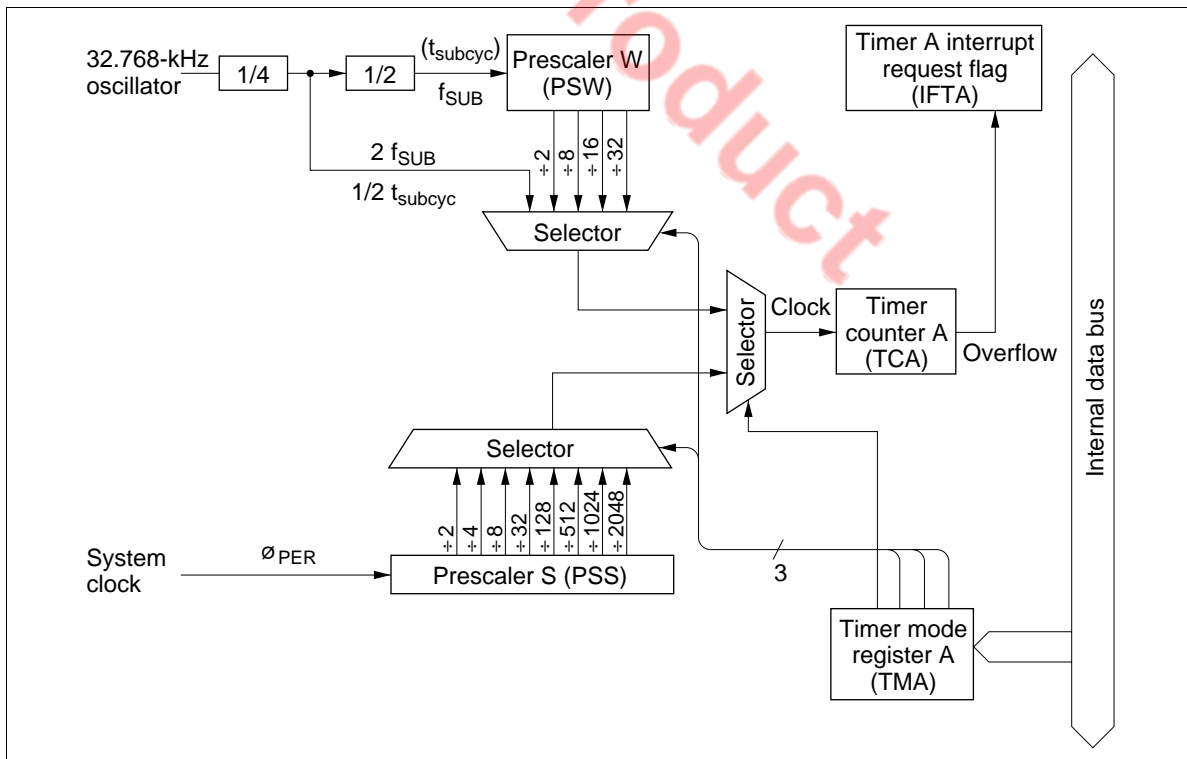 Product
32.768-kHz
oscillator
1/4
1/2
(tsubcyc)
fSUB
Prescaler W
(PSW)
Timer A interrupt
request flag
(IFTA)
2 fSUB
1/2 tsubcyc
÷2
÷8
÷16
÷32
Selector
Selector
Clock
Timer
counter A
(TCA)
Overflow
Internal data bus
Selector
÷2
÷4
÷8
÷32
÷128
÷512
÷1024
÷2048
System
clock
øPER
Prescaler S (PSS)
3
Timer mode
register A
(TMA)